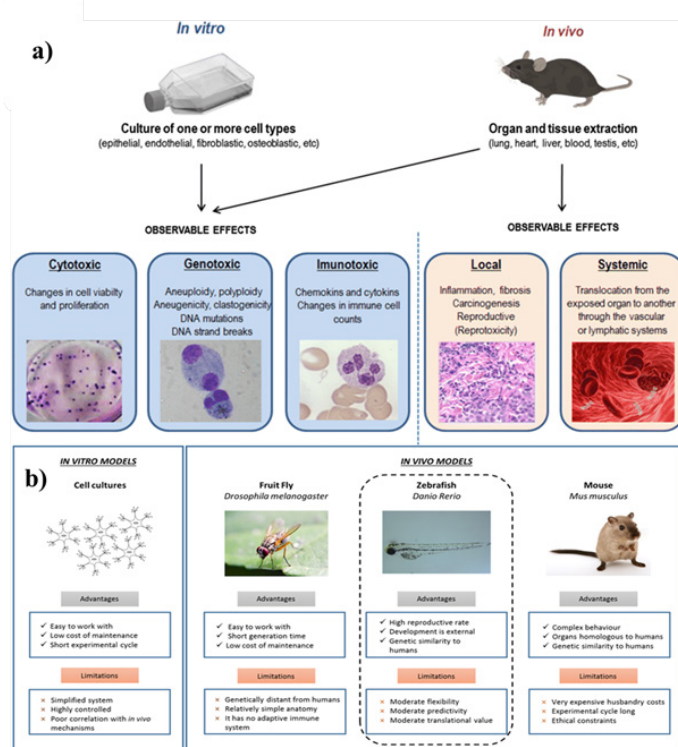 In vitro
In vivo
a)
Culture of one or more cell types
(epithelial, endothelial, fibroblastic, osteoblastic, etc)
Organ and tissue extraction
(lung, heart, liver, blood, testis, etc)
OBSERVABLE EFFECTS
OBSERVABLE EFFECTS
Cytotoxic
Changes in cell viabilty
and proliferation
Genotoxic
Aneuploidy, polyploidy
Aneugenicity, clastogenicity
DNA mutations
DNA strand breaks
Imunotoxic
Chemokins and cytokins
Changes in immune cell
counts
Local
Inflammation, fibrosis
Carcinogenesis
Reproductive
(Reprotoxicity)
Systemic
Translocation from the
exposed organ to another
through the vascular
or lymphatic systems
b)
IN VITRO MODELS
Cell cultures
Advantages
✓ Easy to work with
✓ Low cost of maintenance
✓ Short experimental cycle
Limitations
× Simplified system
× Highly controlled
× Poor correlation with in vivo
mechanisms
IN VIVO MODELS
Fruit Fly
Drosophila melanogaster
Advantages
✓ Easy to work with
✓ Short generation time
✓ Low cost of maintenance
Limitations
× Genetically distant from humans
× Relatively simple anatomy
× It has no adaptive immune
system
Zebrafish
Danio Rerio
Advantages
✓ High reproductive rate
✓ Development is external
✓ Genetic similarity to
humans
Limitations
× Moderate flexibility
× Moderate predictivity
× Moderate translational value
Mouse
Mus musculus
Advantages
✓ Complex behaviour
✓ Organs homologous to humans
✓ Genetic similarity to humans
Limitations
× Very expensive husbandry costs
× Experimental cycle long
× Ethical constraints